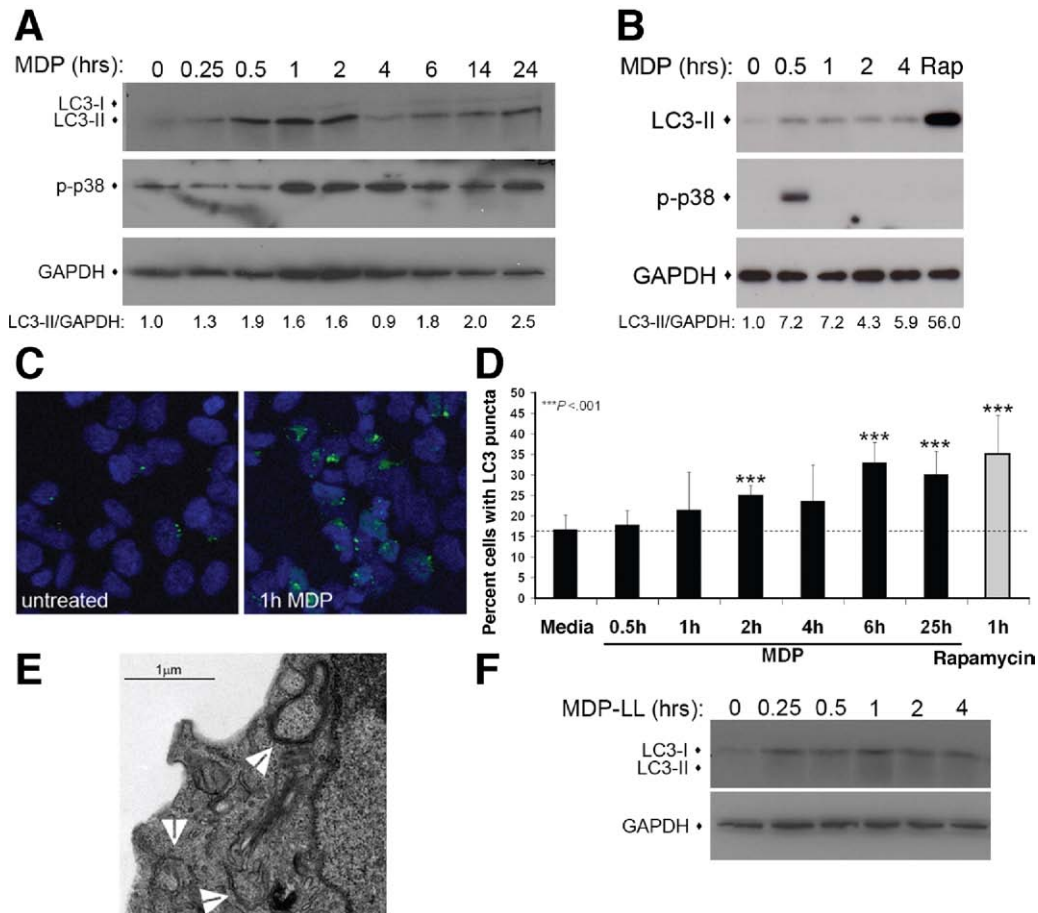 A
MDP (hrs): 0 0.25 0.5 1 2 4 6 14 24
LC3-I ♦
LC3-II ♦
p-p38 ♦
GAPDH ♦
LC3-II/GAPDH: 1.0 1.3 1.9 1.6 1.6 0.9 1.8 2.0 2.5
B
MDP (hrs): 0 0.5 1 2 4 Rap
LC3-II ♦
p-p38 ♦
GAPDH ♦
LC3-II/GAPDH: 1.0 7.2 7.2 4.3 5.9 56.0
C
untreated
1h MDP
D
Percent cells with LC3 puncta
50
45
40
35
30
25
20
15
10
5
0
***P<.001
*** *** *** ***
Media 0.5h 1h 2h 4h 6h 25h 1h
MDP Rapamycin
E
1µm
F
MDP-LL (hrs): 0 0.25 0.5 1 2 4
LC3-I ♦
LC3-II ♦
GAPDH ♦